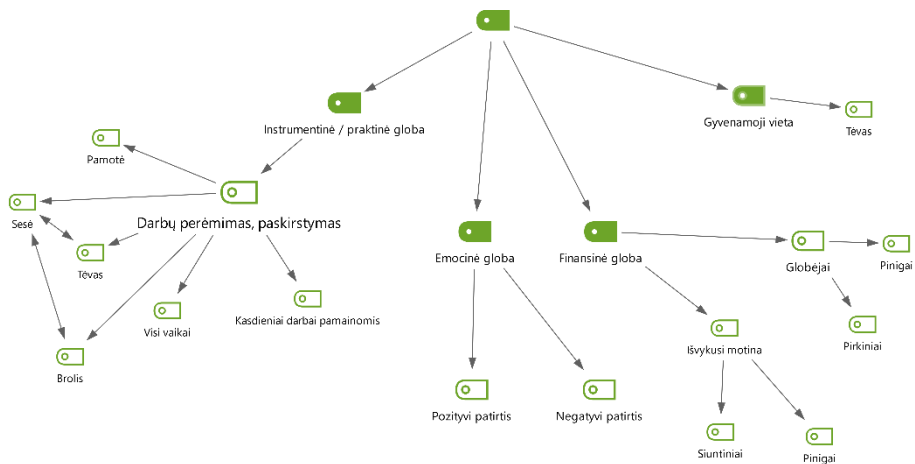 Instrumentinė / praktinė globa
Gyvenamoji vieta
Tėvas
Pamotė
Sesė
Darbų perėmimas, paskirstymas
Tėvas
Emocinė globa
Finansinė globa
Globėjai
Pinigai
Visi vaikai
Kasdieniai darbai pamainomis
Brolis
Išvykusi motina
Pirkiniai
Pozityvi patirtis
Negatyvi patirtis
Siuntiniai
Pinigai